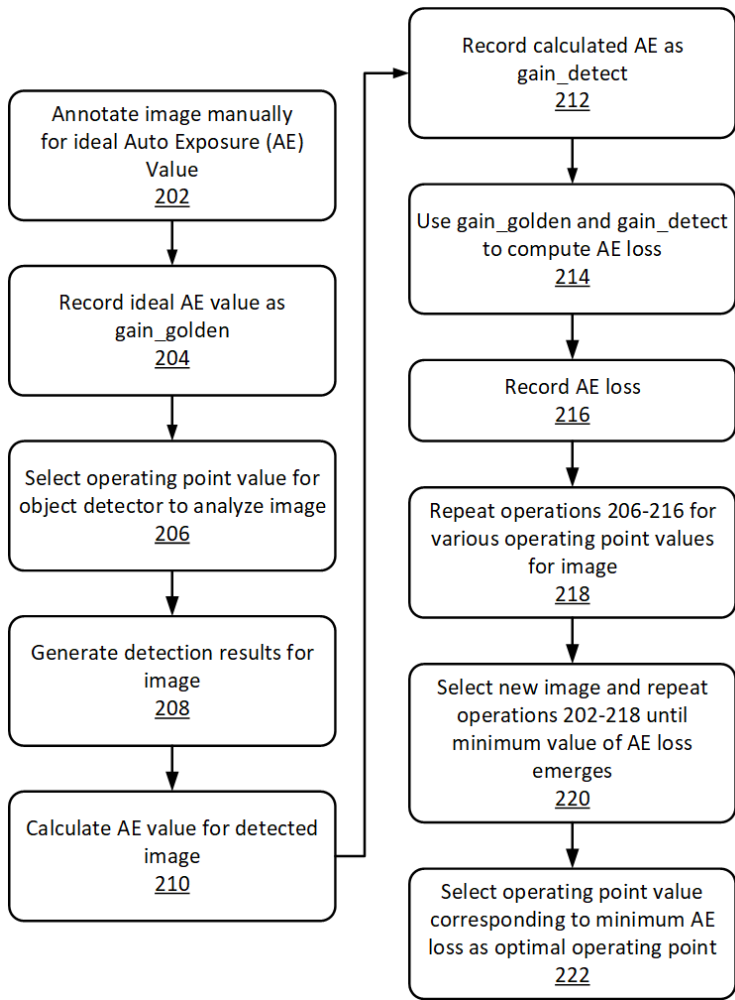 Annotate image manually
for ideal Auto Exposure (AE)
Value
202
Record ideal AE value as
gain_golden
204
Select operating point value for
object detector to analyze image
206
Generate detection results for
image
208
Calculate AE value for detected
image
210
Record calculated AE as
gain_detect
212
Use gain_golden and gain_detect
to compute AE loss
214
Record AE loss
216
Repeat operations 206-216 for
various operating point values
for image
218
Select new image and repeat
operations 202-218 until
minimum value of AE loss
emerges
220
Select operating point value
corresponding to minimum AE
loss as optimal operating point
222